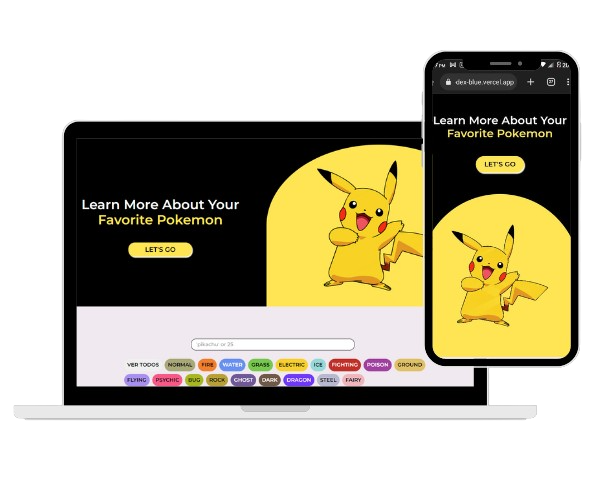 Learn More About Your
Favorite Pokemon
LET'S GO
pikachu or 25
VER TODOS NORMAL FIRE WATER GRASS ELECTRIC ICE FIGHTING POISON GROUND
FLYING PSYCHIC BUG ROCK GHOST DARK DRAGON STEEL FAIRY
dex-blue.vercel.app
Learn More About Your
Favorite Pokemon
LET'S GO